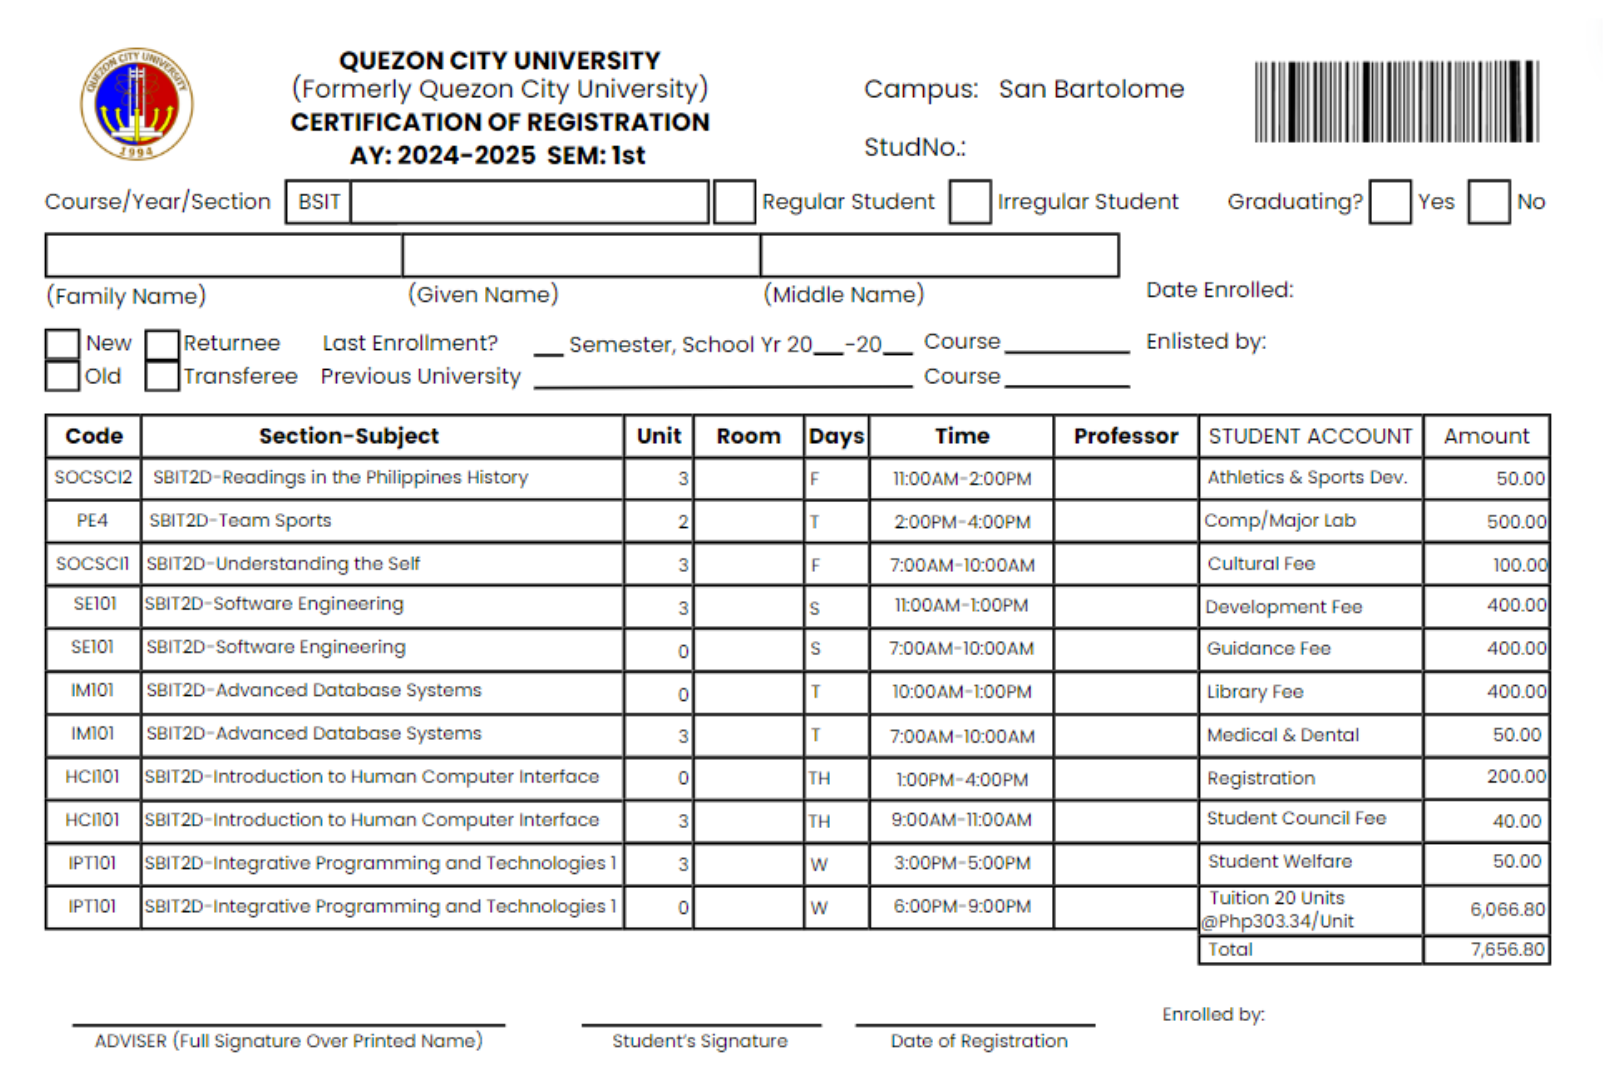 QUEZON CITY UNIVERSITY
1994
QUEZON CITY UNIVERSITY
(Formerly Quezon City University)
CERTIFICATION OF REGISTRATION
AY: 2024-2025 SEM: 1st
Campus: San Bartolome
StudNo.:
Course/Year/Section BSIT Regular Student Irregular Student Graduating? Yes No
(Family Name) (Given Name) (Middle Name) Date Enrolled:
New Returnee Last Enrollment? __ Semester, School Yr 20__-20__ Course ________ Enlisted by:
Old Transferee Previous University ________ Course ________
Code Section-Subject Unit Room Days Time Professor STUDENT ACCOUNT Amount
SOCSCI2 SBIT2D-Readings in the Philippines History 3 F 11:00AM-2:00PM Athletics & Sports Dev. 50.00
PE4 SBIT2D-Team Sports 2 T 2:00PM-4:00PM Comp/Major Lab 500.00
SOCSCI1 SBIT2D-Understanding the Self 3 F 7:00AM-10:00AM Cultural Fee 100.00
SE101 SBIT2D-Software Engineering 3 S 11:00AM-1:00PM Development Fee 400.00
SE101 SBIT2D-Software Engineering 0 S 7:00AM-10:00AM Guidance Fee 400.00
IM101 SBIT2D-Advanced Database Systems 0 T 10:00AM-1:00PM Library Fee 400.00
IM101 SBIT2D-Advanced Database Systems 3 T 7:00AM-10:00AM Medical & Dental 50.00
HCI101 SBIT2D-Introduction to Human Computer Interface 0 TH 1:00PM-4:00PM Registration 200.00
HCI101 SBIT2D-Introduction to Human Computer Interface 3 TH 9:00AM-11:00AM Student Council Fee 40.00
IPT101 SBIT2D-Integrative Programming and Technologies 1 3 W 3:00PM-5:00PM Student Welfare 50.00
IPT101 SBIT2D-Integrative Programming and Technologies 1 0 W 6:00PM-9:00PM Tuition 20 Units
@Php303.34/Unit 6,066.80
Total 7,656.80
Enrolled by:
ADVISER (Full Signature Over Printed Name) Student's Signature Date of Registration